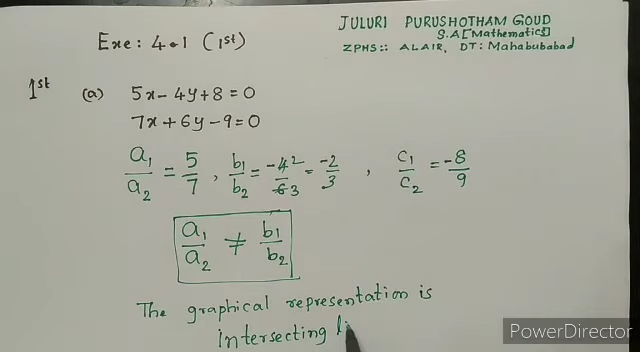 JULURI PURUSHOTHAM GOUD
S.A [Mathematics]
ZPHS:: ALAIR, DT: Mahabubabad
Exe: 4.1 (1st)
1st (a) 5x - 4y + 8 = 0
7x + 6y - 9 = 0
a₁/a₂ = 5/7 , b₁/b₂ = -4 2/6 3 = -2/3 , c₁/c₂ = -8/9
a₁/a₂ ≠ b₁/b₂
The graphical representation is
intersecting li
PowerDirector